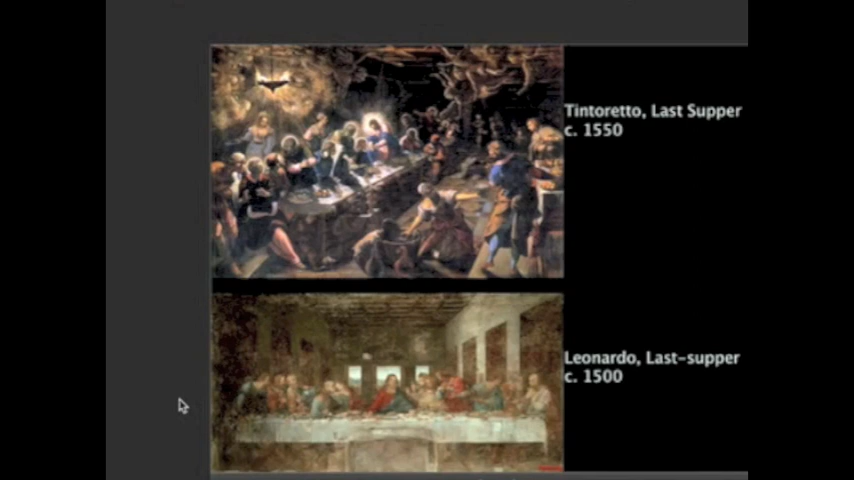 Tintoretto, Last Supper
c. 1550
Leonardo, Last-supper
c. 1500